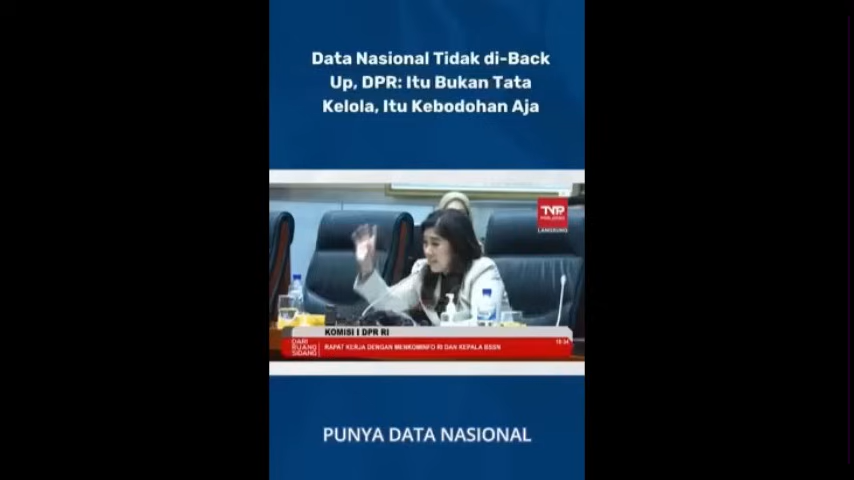 Data Nasional Tidak di-Back
Up, DPR: Itu Bukan Tata
Kelola, Itu Kebodohan Aja
TVR
PARLEMEN
LANGSUNG
KOMISI I DPR RI
DARI
RUANG
SIDANG
RAPAT KERJA DENGAN MENKOMINFO RI DAN KEPALA BSSN
PUNYA DATA NASIONAL